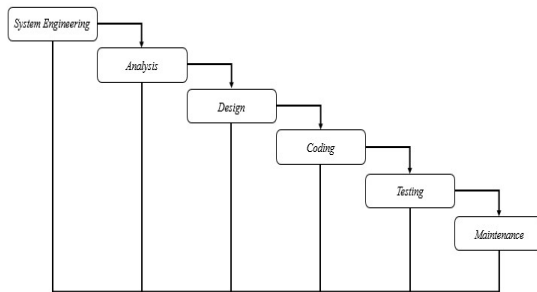 System Engineering
Analysis
Design
Coding
Testing
Maintenance